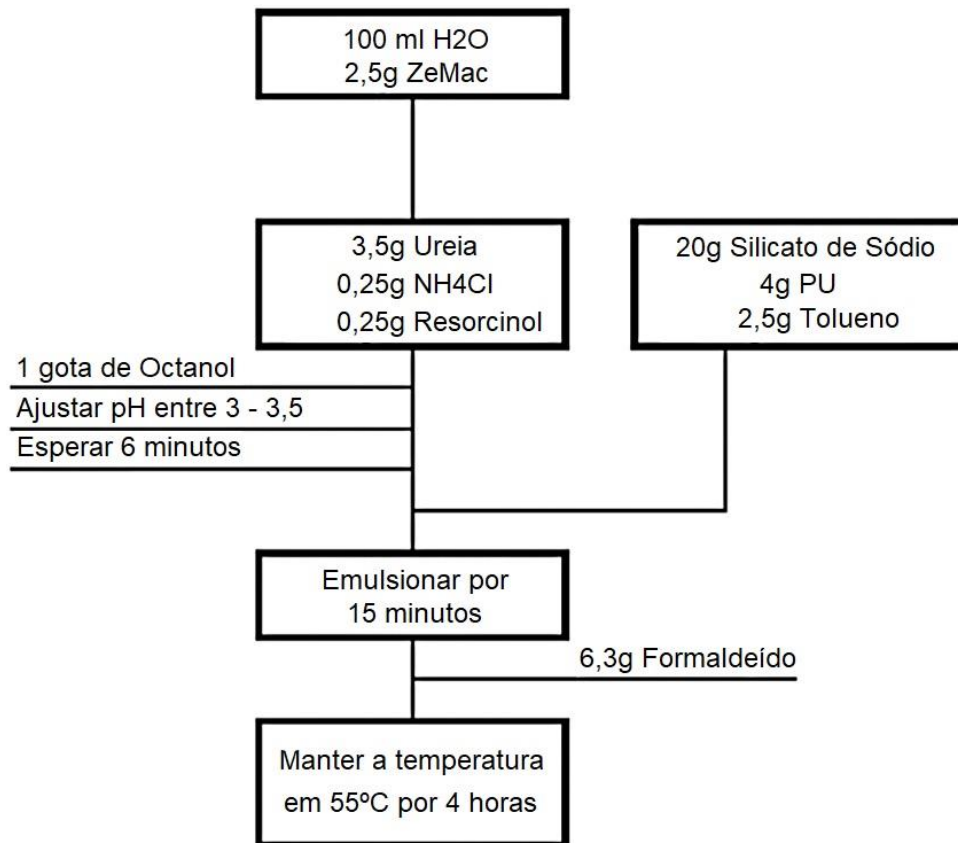 100 ml H2O
2,5g ZeMac
3,5g Ureia
0,25g NH4Cl
0,25g Resorcinol
20g Silicato de Sódio
4g PU
2,5g Tolueno
1 gota de Octanol
Ajustar pH entre 3 - 3,5
Esperar 6 minutos
Emulsionar por
15 minutos
6,3g Formaldeído
Manter a temperatura
em 55ºC por 4 horas